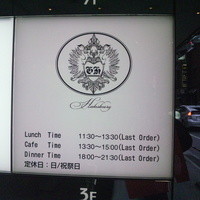 Lunch Time 11:30~13:30(Last Order)
Cafe Time 13:30~15:00(Last Order)
Dinner Time 18:00~21:30(Last Order)
定休日：日/祝祭日
3F